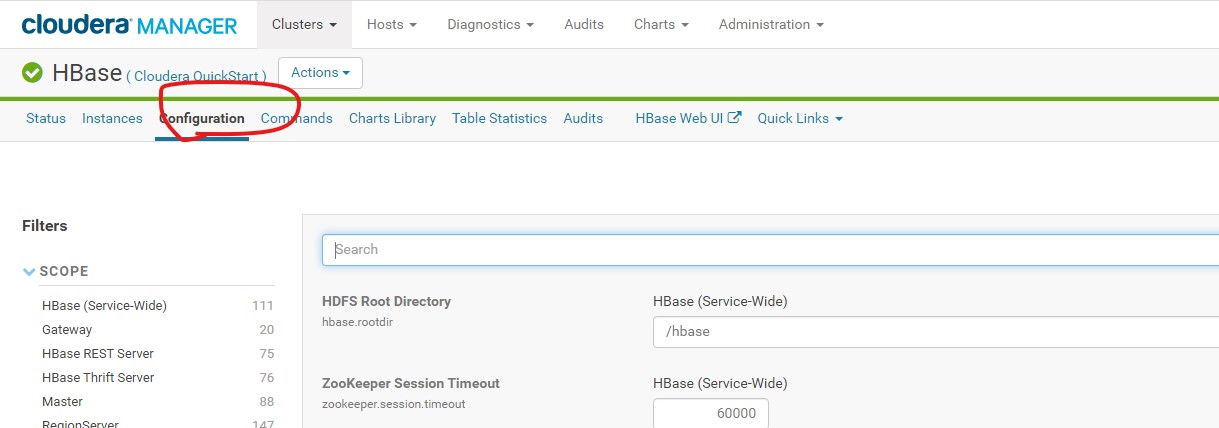 cloudera MANAGER Clusters Hosts Diagnostics Audits Charts Administration
HBase ( Cloudera QuickStart ) Actions
Status Instances Configuration Commands Charts Library Table Statistics Audits HBase Web UI Quick Links
Filters
Search
SCOPE
HDFS Root Directory HBase (Service-Wide)
HBase (Service-Wide) 111
hbase.rootdir
Gateway 20
/hbase
HBase REST Server 75
HBase Thrift Server 76
ZooKeeper Session Timeout HBase (Service-Wide)
Master 88
zookeeper.session.timeout
60000
RegionServer 147